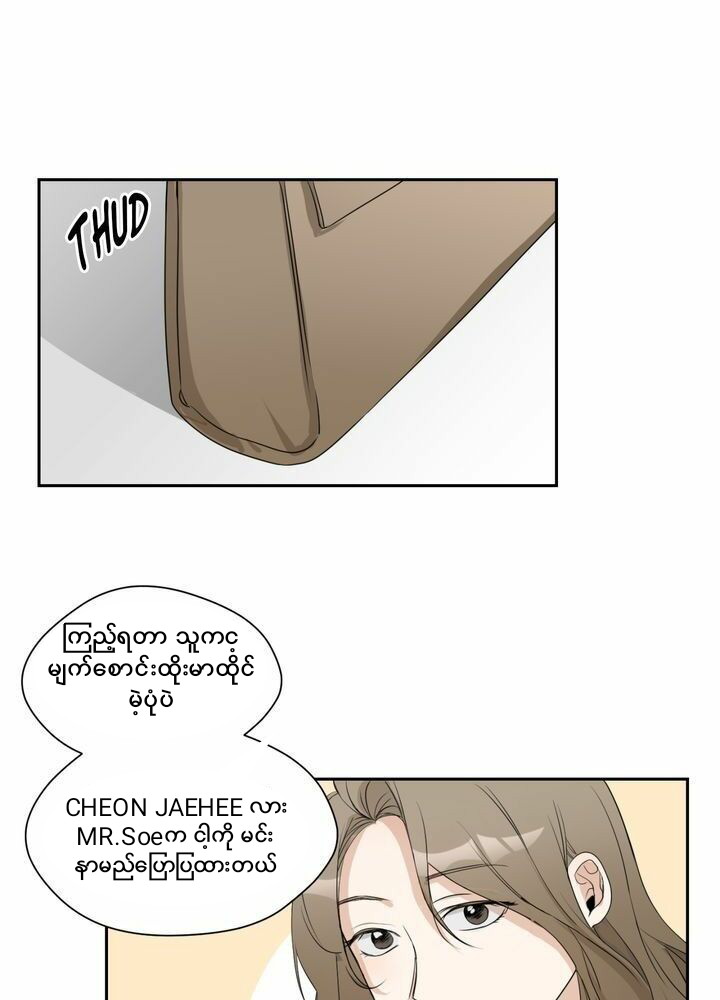 THUD
ကြည့်ရတာ သူကငှ
မျက်စောင်းထိုးမာထိုင်
မဲ့ပုံပဲ
CHEON JAEHEE လား
MR.Soeက ငါ့ကို မင်း
နာမည်ပြောပြထားတယ်